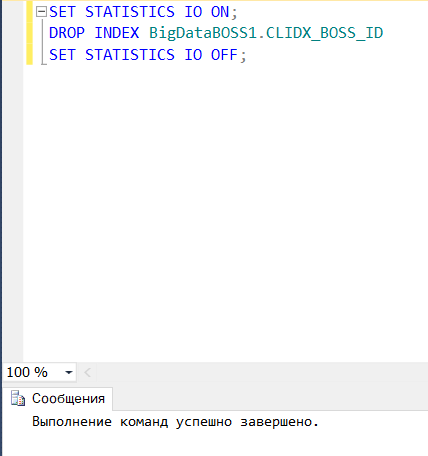 SET STATISTICS IO ON;
DROP INDEX BigDataBOSS1.CLIDX_BOSS_ID
SET STATISTICS IO OFF;
100 %
Сообщения
Выполнение команд успешно завершено.